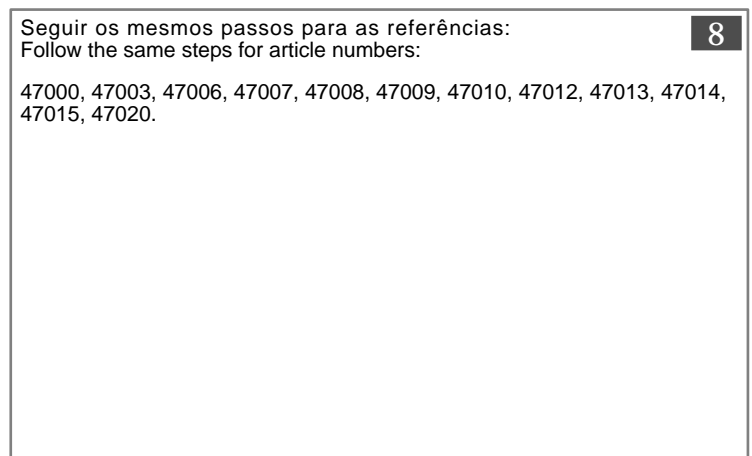 Seguir os mesmos passos para as referências:
8
Follow the same steps for article numbers:
47000, 47003, 47006, 47007, 47008, 47009, 47010, 47012, 47013, 47014,
47015, 47020.